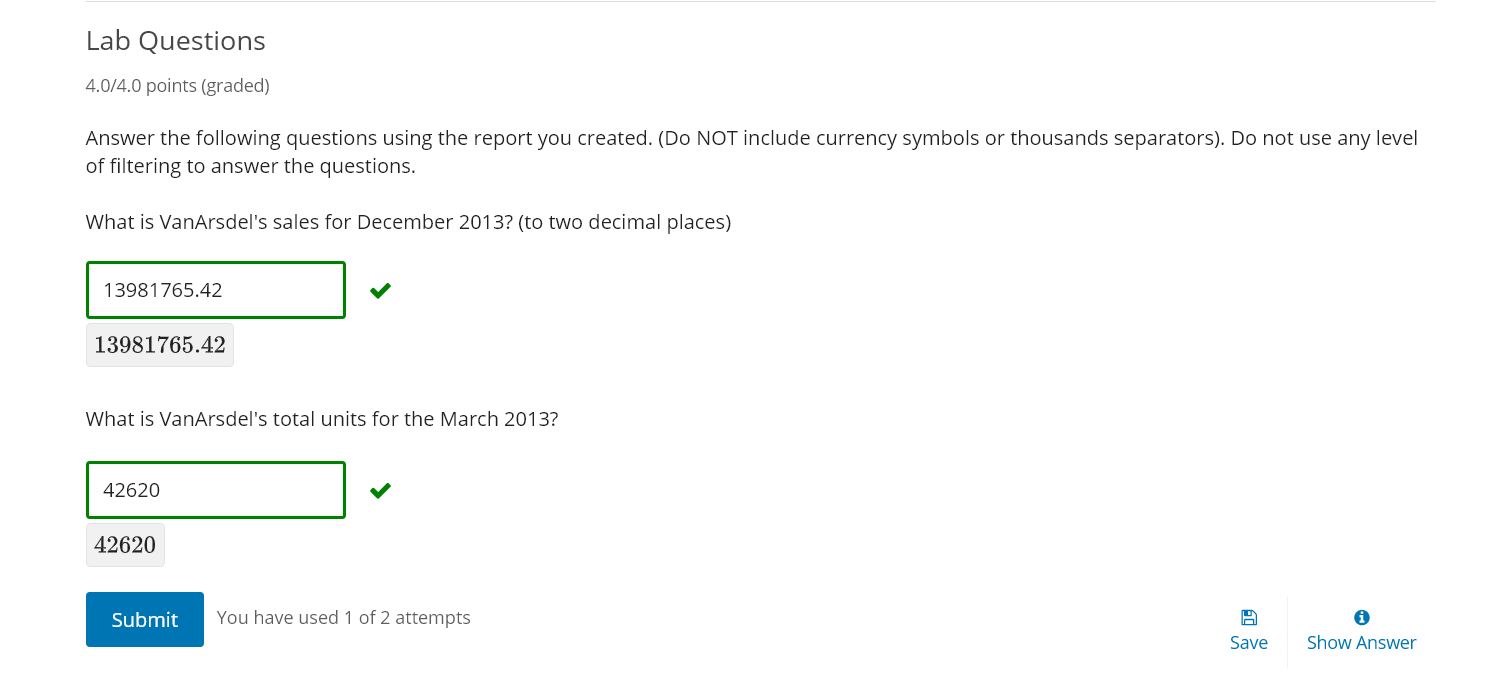 Lab Questions
4.0/4.0 points (graded)
Answer the following questions using the report you created. (Do NOT include currency symbols or thousands separators). Do not use any level
of filtering to answer the questions.
What is VanArsdel's sales for December 2013? (to two decimal places)
13981765.42
13981765.42
What is VanArsdel's total units for the March 2013?
42620
42620
Submit
You have used 1 of 2 attempts
Save
Show Answer